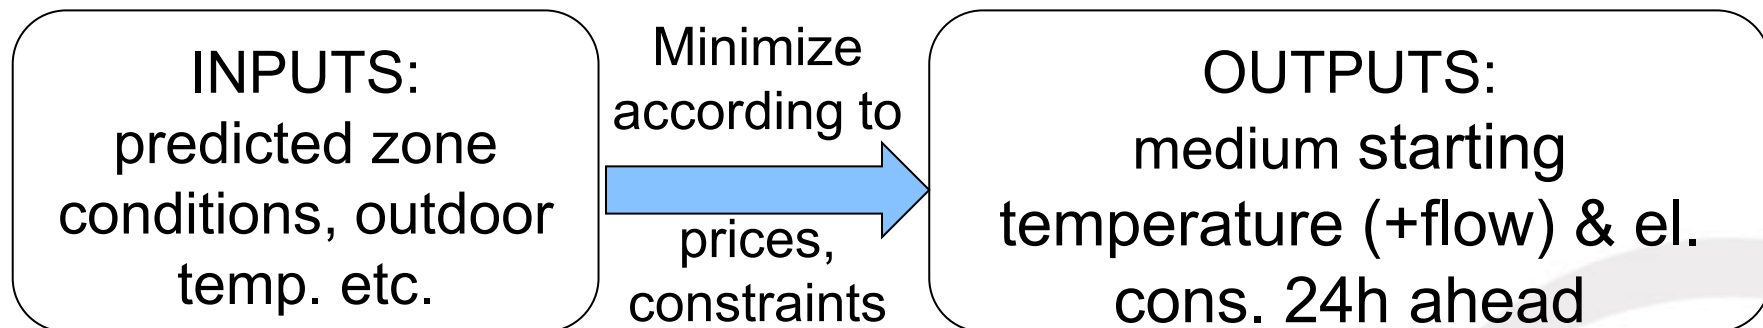 INPUTS:
predicted zone
conditions, outdoor
temp. etc.
Minimize
according to
prices,
constraints
OUTPUTS:
medium starting
temperature (+flow) & el.
cons. 24h ahead